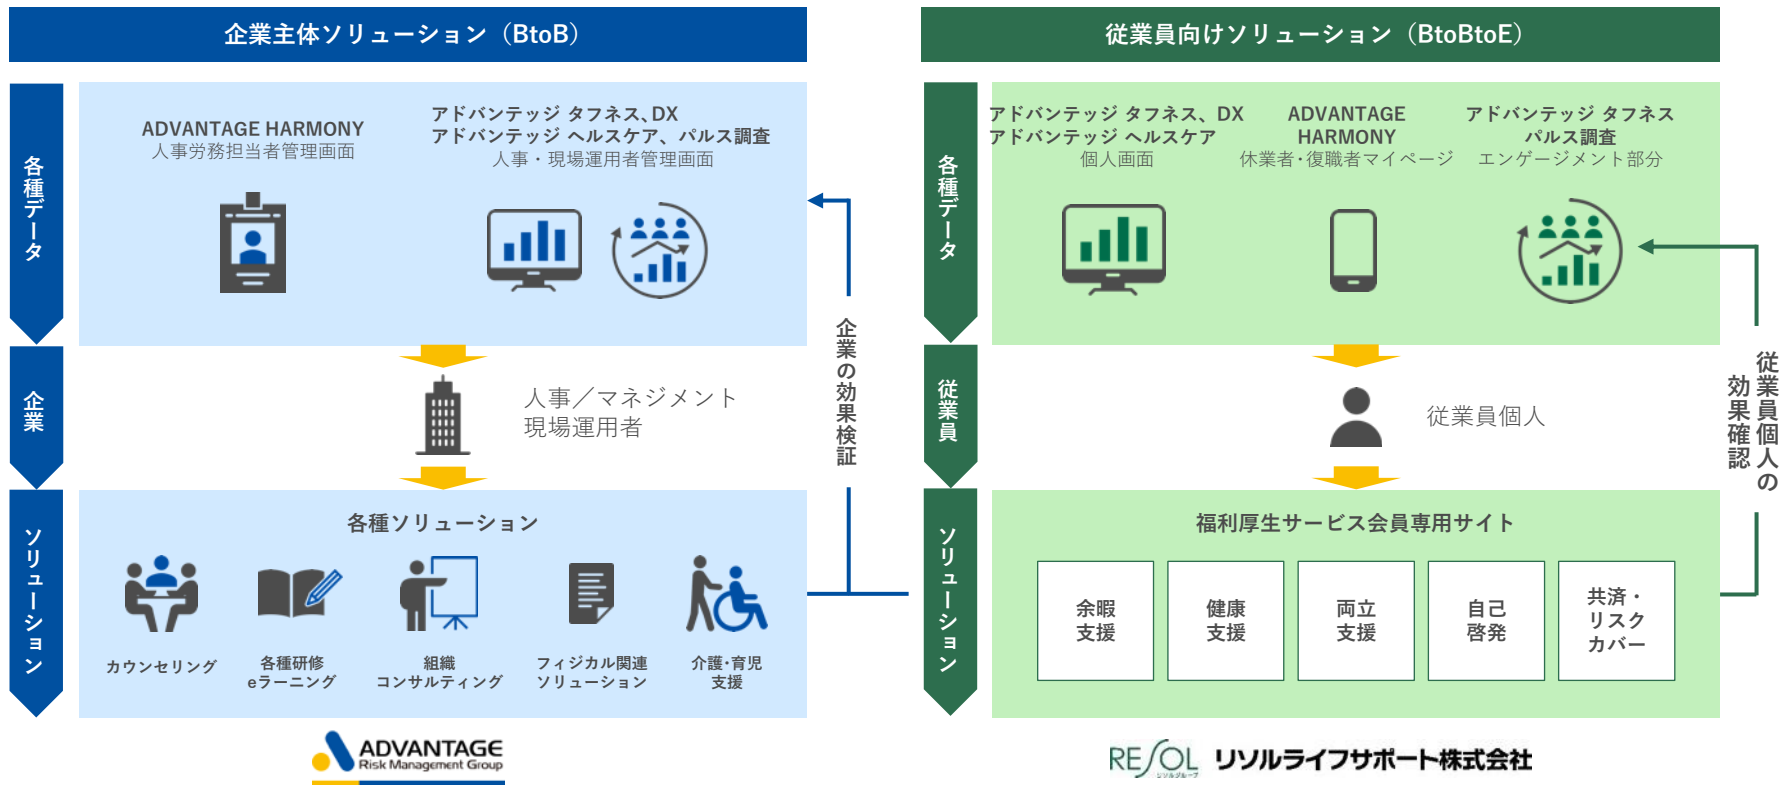 企業主体ソリューション（BtoB）
各種データ
ADVANTAGE HARMONY
人事労務担当者管理画面
アドバンテッジ タフネス、DX
アドバンテッジ ヘルスケア、パルス調査
人事・現場運用者管理画面
企業
人事／マネジメント
現場運用者
企業の効果検証
ソリューション
各種ソリューション
カウンセリング
各種研修
eラーニング
組織
コンサルティング
フィジカル関連
ソリューション
介護・育児
支援
ADVANTAGE
Risk Management Group
従業員向けソリューション（BtoBtoE）
各種データ
アドバンテッジ タフネス、DX
アドバンテッジ ヘルスケア
個人画面
ADVANTAGE
HARMONY
休業者・復職者マイページ
アドバンテッジ タフネス
パルス調査
エンゲージメント部分
従業員
従業員個人
従業員個人の
効果確認
ソリューション
福利厚生サービス会員専用サイト
余暇
支援
健康
支援
両立
支援
自己
啓発
共済・
リスク
カバー
RESOL
リソルグループ
リソルライフサポート株式会社